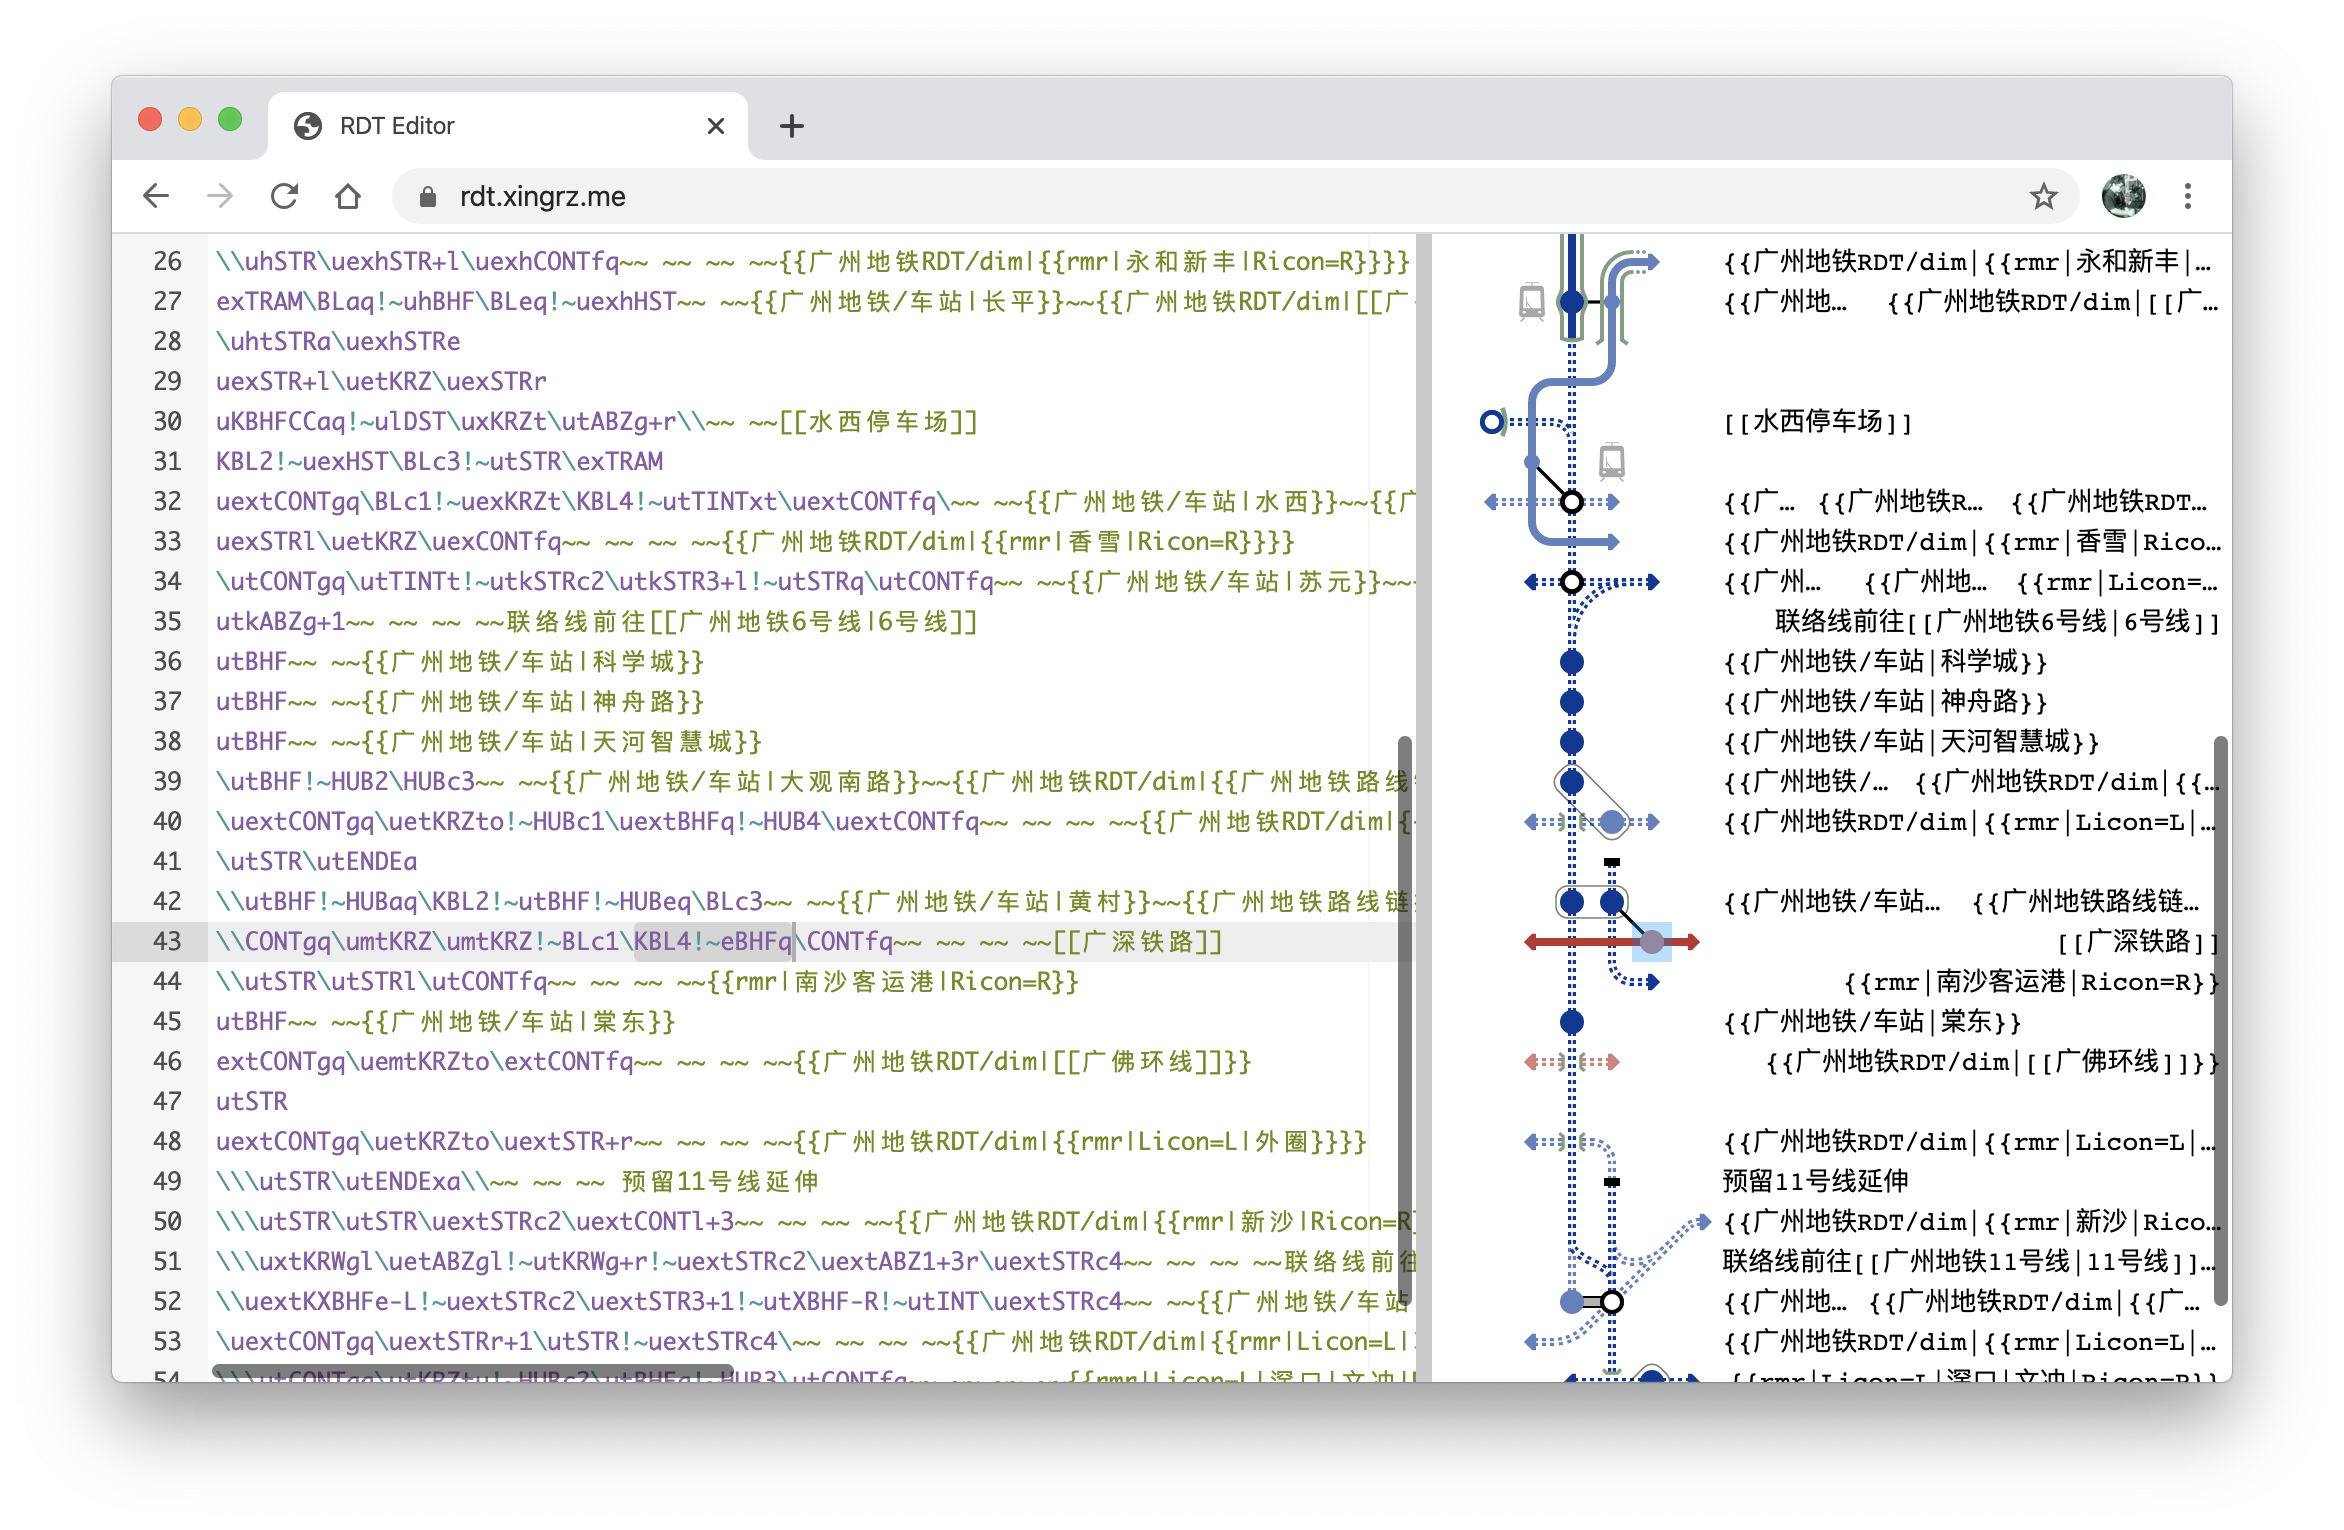 RDT Editor
rdt.xingrz.me
26 \\uhSTR\uexhSTR+l\uexhCONTfq~~ ~~ ~~ ~~{{广州地铁RDT/dim|{{rmr|永和新丰|Ricon=R}}}}
27 exTRAM\BLaq!~uhBHF\BLeq!~uexhHST~~ ~~{{广州地铁/车站|长平}}~~{{广州地铁RDT/dim|[[广
28 \uhtSTRa\uexhSTRe
29 uexSTR+l\uetKRZ\uexSTRr
30 uKBHFCCaq!~ulDST\uxKRZt\utABZg+r\\~~ ~~[[水西停车场]]
31 KBL2!~uexHST\BLc3!~utSTR\exTRAM
32 uextCONTgq\BLc1!~uexKRZt\KBL4!~utTINTxt\uextCONTfq\~~ ~~{{广州地铁/车站|水西}}~~{{广
33 uexSTRl\uetKRZ\uexCONTfq~~ ~~ ~~ ~~{{广州地铁RDT/dim|{{rmr|香雪|Ricon=R}}}}
34 \utCONTgq\utTINTt!~utkSTRc2\utkSTR3+l!~utSTRq\utCONTfq~~ ~~{{广州地铁/车站|苏元}}~~
35 utkABZg+1~~ ~~ ~~ ~~联络线前往[[广州地铁6号线|6号线]]
36 utBHF~~ ~~{{广州地铁/车站|科学城}}
37 utBHF~~ ~~{{广州地铁/车站|神舟路}}
38 utBHF~~ ~~{{广州地铁/车站|天河智慧城}}
39 \utBHF!~HUB2\HUBc3~~ ~~{{广州地铁/车站|大观南路}}~~{{广州地铁RDT/dim|{{广州地铁路线
40 \uextCONTgq\uetKRZto!~HUBc1\uextBHFq!~HUB4\uextCONTfq~~ ~~ ~~ ~~{{广州地铁RDT/dim|{
41 \utSTR\utENDEa
42 \\utBHF!~HUBaq\KBL2!~utBHF!~HUBeq\BLc3~~ ~~{{广州地铁/车站|黄村}}~~{{广州地铁路线链
43 \\CONTgq\umtKRZ\umtKRZ!~BLc1\KBL4!~eBHFq\CONTfq~~ ~~ ~~ ~~[[广深铁路]]
44 \\utSTR\utSTRl\utCONTfq~~ ~~ ~~ ~~{{rmr|南沙客运港|Ricon=R}}
45 utBHF~~ ~~{{广州地铁/车站|棠东}}
46 extCONTgq\uemtKRZto\extCONTfq~~ ~~ ~~ ~~{{广州地铁RDT/dim|[[广佛环线]]}}
47 utSTR
48 uextCONTgq\uetKRZto\uextSTR+r~~ ~~ ~~ ~~{{广州地铁RDT/dim|{{rmr|Licon=L|外圈}}}}
49 \\\utSTR\utENDExa\\~~ ~~ ~~ 预留11号线延伸
50 \\\utSTR\utSTR\uextSTRc2\uextCONTl+3~~ ~~ ~~ ~~{{广州地铁RDT/dim|{{rmr|新沙|Ricon=R
51 \\\uxtKRWgl\uetABZgl!~utKRWg+r!~uextSTRc2\uextABZ1+3r\uextSTRc4~~ ~~ ~~ ~~联络线前往
52 \\uextKXBHFe-L!~uextSTRc2\uextSTR3+1!~utXBHF-R!~utINT\uextSTRc4~~ ~~{{广州地铁/车站
53 \uextCONTgq\uextSTRr+1\utSTR!~uextSTRc4\~~ ~~ ~~ ~~{{广州地铁RDT/dim|{{rmr|Licon=L|
54
{{广州地铁RDT/dim|{{rmr|永和新丰|…
{{广州地… {{广州地铁RDT/dim|[[广…
[[水西停车场]]
{{广… {{广州地铁R… {{广州地铁RDT…
{{广州地铁RDT/dim|{{rmr|香雪|Rico…
{{广州… {{广州地… {{rmr|Licon=…
联络线前往[[广州地铁6号线|6号线]]
{{广州地铁/车站|科学城}}
{{广州地铁/车站|神舟路}}
{{广州地铁/车站|天河智慧城}}
{{广州地铁/… {{广州地铁RDT/dim|{{…
{{广州地铁RDT/dim|{{rmr|Licon=L|…
{{广州地铁/车站… {{广州地铁路线链…
[[广深铁路]]
{{rmr|南沙客运港|Ricon=R}}
{{广州地铁/车站|棠东}}
{{广州地铁RDT/dim|[[广佛环线]]}}
{{广州地铁RDT/dim|{{rmr|Licon=L|…
预留11号线延伸
{{广州地铁RDT/dim|{{rmr|新沙|Rico…
联络线前往[[广州地铁11号线|11号线]]…
{{广州地… {{广州地铁RDT/dim|{{广…
{{广州地铁RDT/dim|{{rmr|Licon=L|…